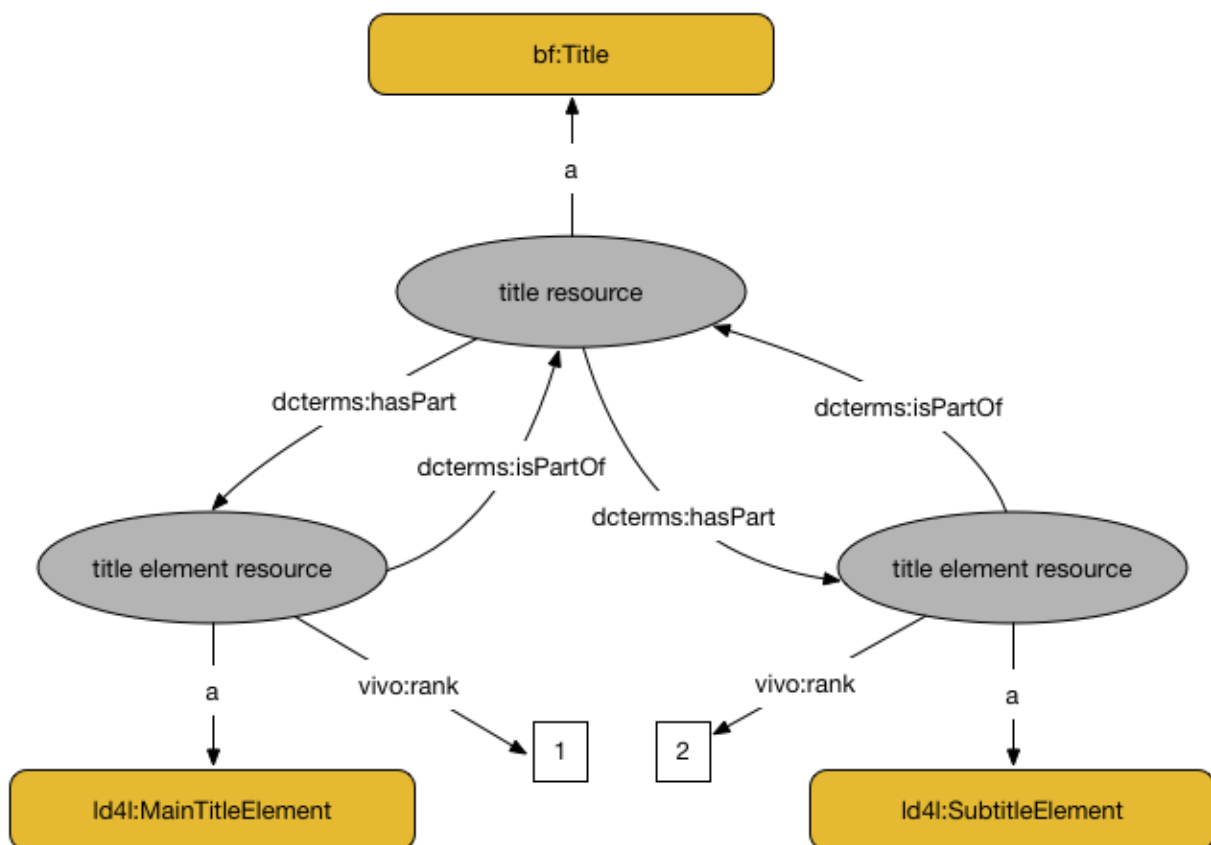 bf:Title
a
title resource
dcterms:hasPart
dcterms:isPartOf
dcterms:isPartOf
dcterms:hasPart
title element resource
title element resource
a
vivo:rank
vivo:rank
a
1
2
ld4l:MainTitleElement
ld4l:SubtitleElement